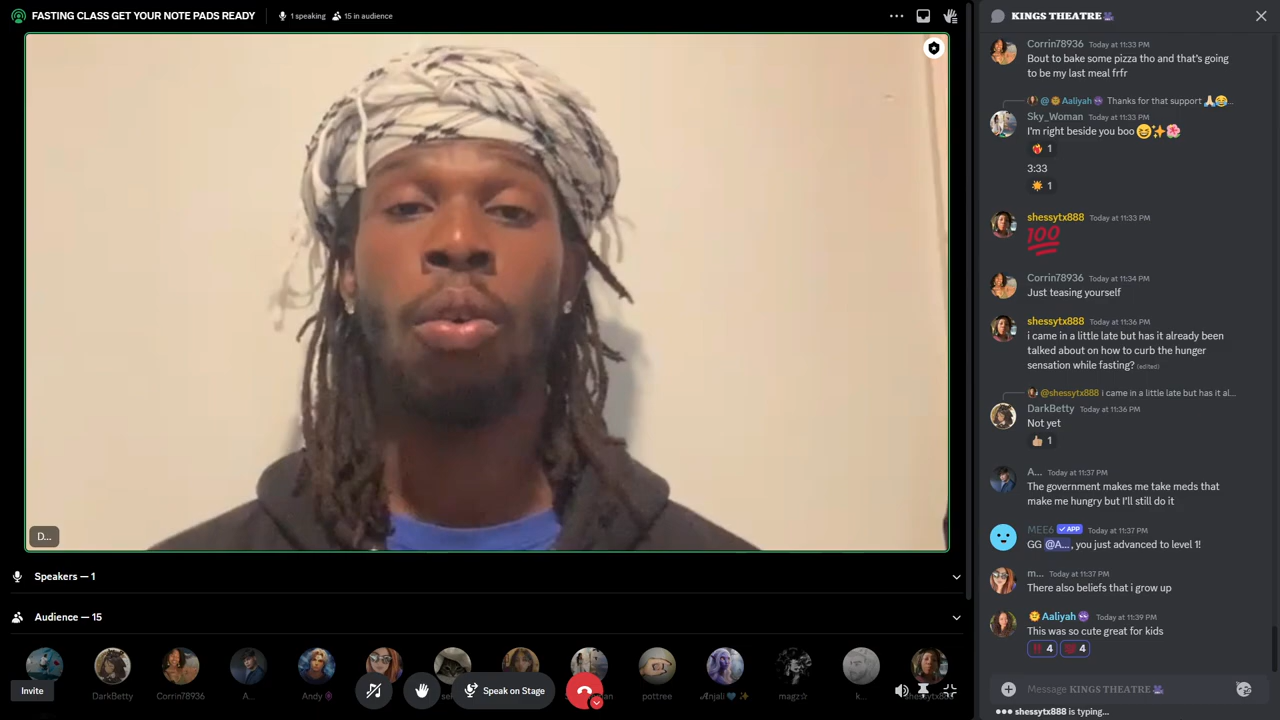 FASTING CLASS GET YOUR NOTE PADS READY
1 speaking
15 in audience
D...
Speakers — 1
Audience — 15
DarkBetty
Corrin78936
A...
Andy
pottree
Anjali
magz☆
k...
Invite
Speak on Stage
KINGS THEATRE
Corrin78936 Today at 11:33 PM
Bout to bake some pizza tho and that's going
to be my last meal frfr
@ Aaliyah Thanks for that support 🙏😂...
Sky_Woman Today at 11:33 PM
I'm right beside you boo 😆✨🌸
1
3:33
1
shessytx888 Today at 11:33 PM
💯
Corrin78936 Today at 11:34 PM
Just teasing yourself
shessytx888 Today at 11:36 PM
i came in a little late but has it already been
talked about on how to curb the hunger
sensation while fasting? (edited)
@shessytx888 i came in a little late but has it al...
DarkBetty Today at 11:36 PM
Not yet
1
A... Today at 11:37 PM
The government makes me take meds that
make me hungry but I'll still do it
MEE6 ✓ APP Today at 11:37 PM
GG @A..., you just advanced to level 1!
m... Today at 11:37 PM
There also beliefs that i grow up
Aaliyah Today at 11:39 PM
This was so cute great for kids
4 4
Message KINGS THEATRE
shessytx888 is typing...